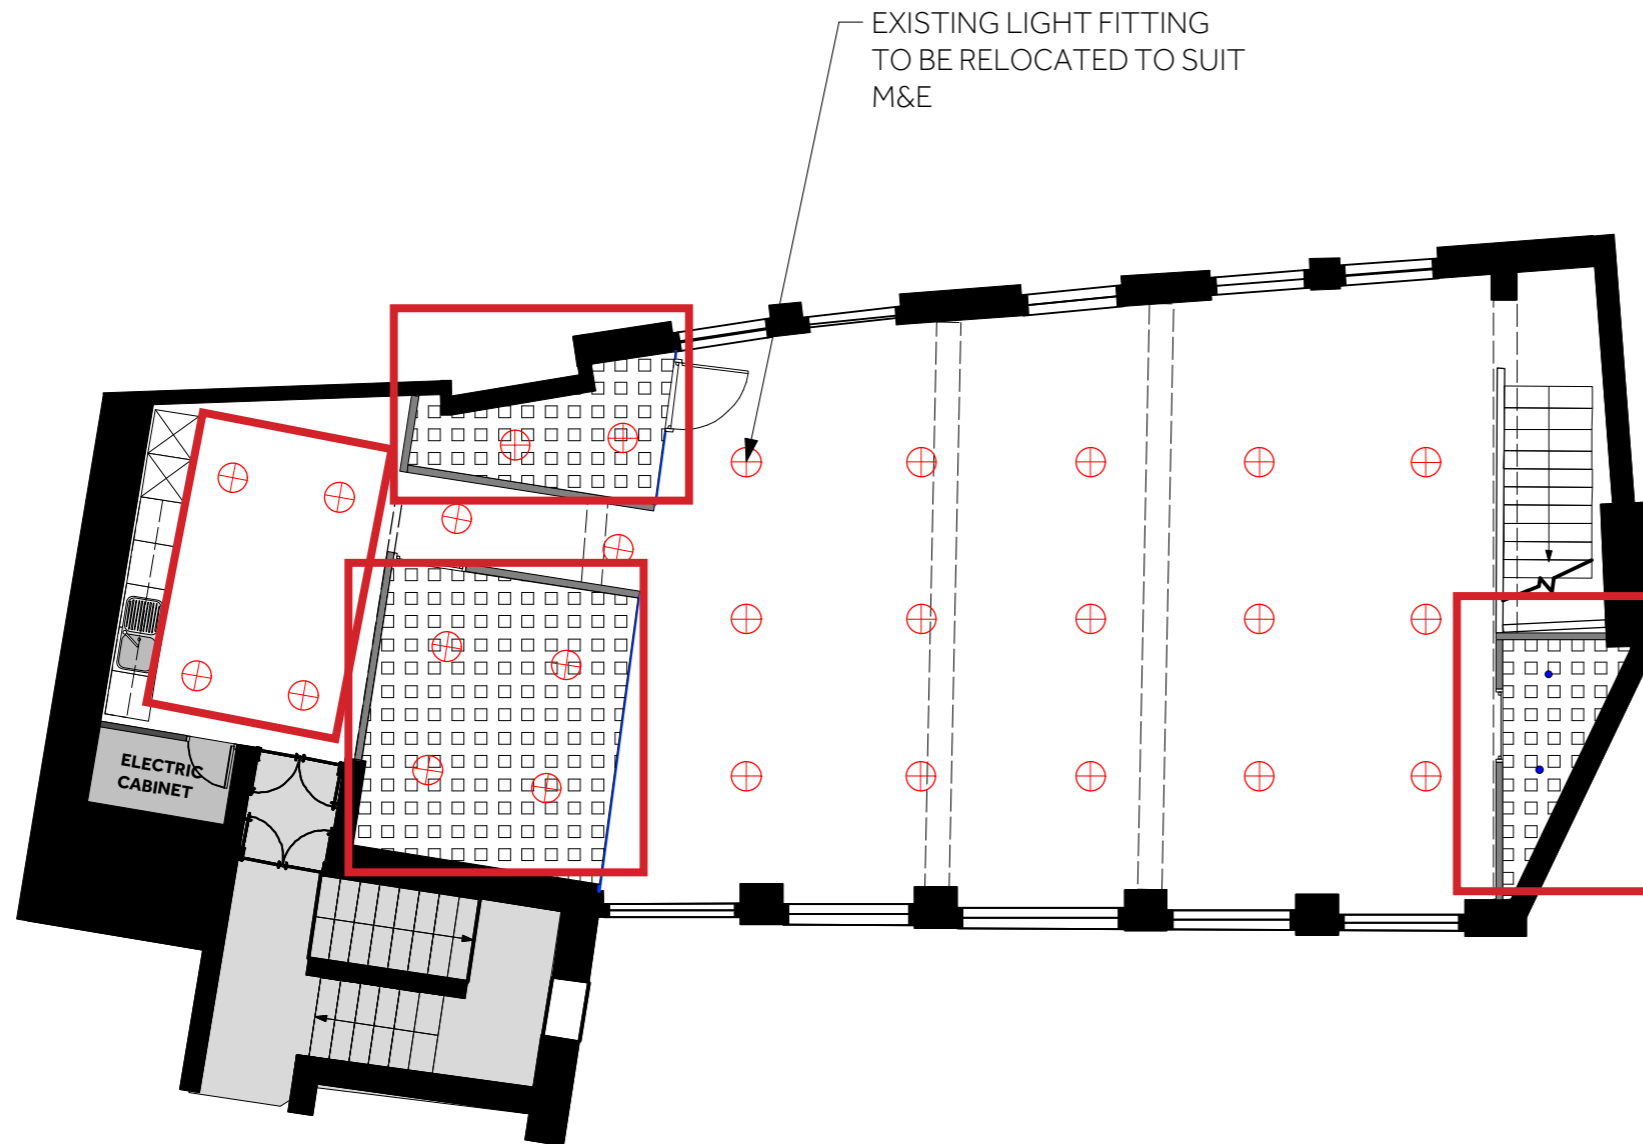 EXISTING LIGHT FITTING
TO BE RELOCATED TO SUIT
M&E
ELECTRIC
CABINET